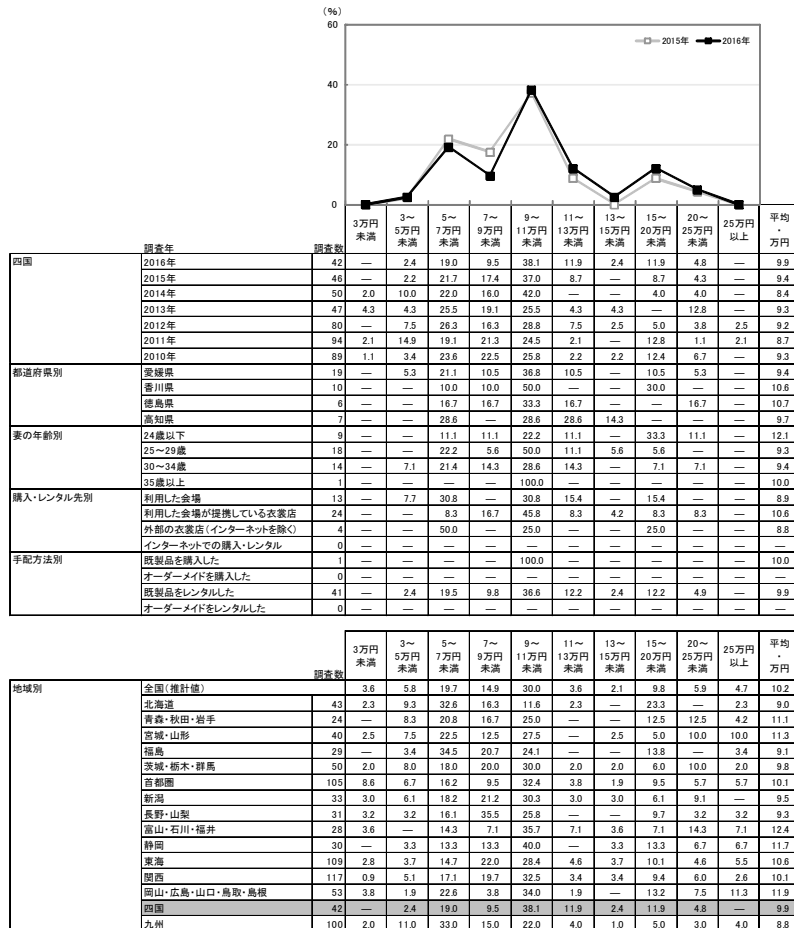 (%)
60
40
20
0
2015年 2016年
調査年 調査数 3万円未満 3～5万円未満 5～7万円未満 7～9万円未満 9～11万円未満 11～13万円未満 13～15万円未満 15～20万円未満 20～25万円未満 25万円以上 平均・万円
四国 2016年 42 — 2.4 19.0 9.5 38.1 11.9 2.4 11.9 4.8 — 9.9
2015年 46 — 2.2 21.7 17.4 37.0 8.7 — 8.7 4.3 — 9.4
2014年 50 2.0 10.0 22.0 16.0 42.0 — — 4.0 4.0 — 8.4
2013年 47 4.3 4.3 25.5 19.1 25.5 4.3 4.3 — 12.8 — 9.3
2012年 80 — 7.5 26.3 16.3 28.8 7.5 2.5 5.0 3.8 2.5 9.2
2011年 94 2.1 14.9 19.1 21.3 24.5 2.1 — 12.8 1.1 2.1 8.7
2010年 89 1.1 3.4 23.6 22.5 25.8 2.2 2.2 12.4 6.7 — 9.3
都道府県別 愛媛県 19 — 5.3 21.1 10.5 36.8 10.5 — 10.5 5.3 — 9.4
香川県 10 — — 10.0 10.0 50.0 — — 30.0 — — 10.6
徳島県 6 — — 16.7 16.7 33.3 16.7 — — 16.7 — 10.7
高知県 7 — — 28.6 — 28.6 28.6 14.3 — — — 9.7
妻の年齢別 24歳以下 9 — — 11.1 11.1 22.2 11.1 — 33.3 11.1 — 12.1
25～29歳 18 — — 22.2 5.6 50.0 11.1 5.6 5.6 — — 9.3
30～34歳 14 — 7.1 21.4 14.3 28.6 14.3 — 7.1 7.1 — 9.4
35歳以上 1 — — — — 100.0 — — — — — 10.0
購入・レンタル先別 利用した会場 13 — 7.7 30.8 — 30.8 15.4 — 15.4 — — 8.9
利用した会場が提携している衣裳店 24 — — 8.3 16.7 45.8 8.3 4.2 8.3 8.3 — 10.6
外部の衣裳店（インターネットを除く） 4 — — 50.0 — 25.0 — — 25.0 — — 8.8
インターネットでの購入・レンタル 0 — — — — — — — — — — —
手配方法別 既製品を購入した 1 — — — — 100.0 — — — — — 10.0
オーダーメイドを購入した 0 — — — — — — — — — — —
既製品をレンタルした 41 — 2.4 19.5 9.8 36.6 12.2 2.4 12.2 4.9 — 9.9
オーダーメイドをレンタルした 0 — — — — — — — — — — —
調査数 3万円未満 3～5万円未満 5～7万円未満 7～9万円未満 9～11万円未満 11～13万円未満 13～15万円未満 15～20万円未満 20～25万円未満 25万円以上 平均・万円
地域別 全国（推計値） 3.6 5.8 19.7 14.9 30.0 3.6 2.1 9.8 5.9 4.7 10.2
北海道 43 2.3 9.3 32.6 16.3 11.6 2.3 — 23.3 — 2.3 9.0
青森・秋田・岩手 24 — 8.3 20.8 16.7 25.0 — — 12.5 12.5 4.2 11.1
宮城・山形 40 2.5 7.5 22.5 12.5 27.5 — 2.5 5.0 10.0 10.0 11.3
福島 29 — 3.4 34.5 20.7 24.1 — — 13.8 — 3.4 9.1
茨城・栃木・群馬 50 2.0 8.0 18.0 20.0 30.0 2.0 2.0 6.0 10.0 2.0 9.8
首都圏 105 8.6 6.7 16.2 9.5 32.4 3.8 1.9 9.5 5.7 5.7 10.1
新潟 33 3.0 6.1 18.2 21.2 30.3 3.0 3.0 6.1 9.1 — 9.5
長野・山梨 31 3.2 3.2 16.1 35.5 25.8 — — 9.7 3.2 3.2 9.3
富山・石川・福井 28 3.6 — 14.3 7.1 35.7 7.1 3.6 7.1 14.3 7.1 12.4
静岡 30 — 3.3 13.3 13.3 40.0 — 3.3 13.3 6.7 6.7 11.7
東海 109 2.8 3.7 14.7 22.0 28.4 4.6 3.7 10.1 4.6 5.5 10.6
関西 117 0.9 5.1 17.1 19.7 32.5 3.4 3.4 9.4 6.0 2.6 10.1
岡山・広島・山口・鳥取・島根 53 3.8 1.9 22.6 3.8 34.0 1.9 — 13.2 7.5 11.3 11.9
四国 42 — 2.4 19.0 9.5 38.1 11.9 2.4 11.9 4.8 — 9.9
九州 100 2.0 11.0 33.0 15.0 22.0 4.0 1.0 5.0 3.0 4.0 8.8